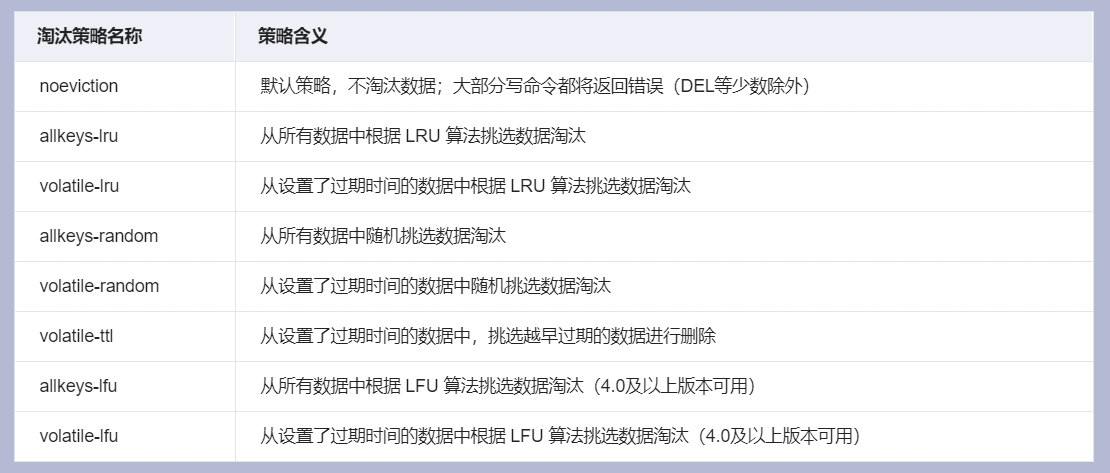 淘汰策略名称 策略含义
noeviction 默认策略，不淘汰数据；大部分写命令都将返回错误（DEL等少数除外）
allkeys-lru 从所有数据中根据 LRU 算法挑选数据淘汰
volatile-lru 从设置了过期时间的数据中根据 LRU 算法挑选数据淘汰
allkeys-random 从所有数据中随机挑选数据淘汰
volatile-random 从设置了过期时间的数据中随机挑选数据淘汰
volatile-ttl 从设置了过期时间的数据中，挑选越早过期的数据进行删除
allkeys-lfu 从所有数据中根据 LFU 算法挑选数据淘汰（4.0及以上版本可用）
volatile-lfu 从设置了过期时间的数据中根据 LFU 算法挑选数据淘汰（4.0及以上版本可用）